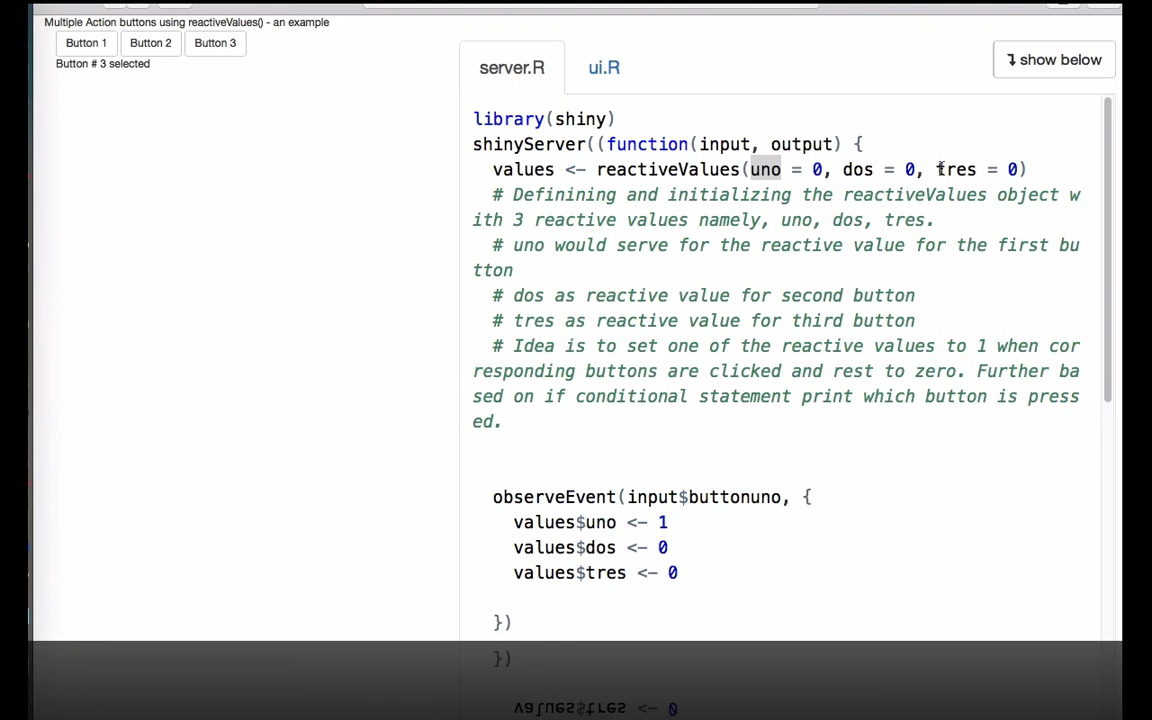 Multiple Action buttons using reactiveValues() - an example
Button 1 Button 2 Button 3
Button # 3 selected
server.R ui.R
show below
library(shiny)
shinyServer((function(input, output) {
values <- reactiveValues(uno = 0, dos = 0, tres = 0)
# Definining and initializing the reactiveValues object w
ith 3 reactive values namely, uno, dos, tres.
# uno would serve for the reactive value for the first bu
tton
# dos as reactive value for second button
# tres as reactive value for third button
# Idea is to set one of the reactive values to 1 when cor
responding buttons are clicked and rest to zero. Further ba
sed on if conditional statement print which button is press
ed.
observeEvent(input$buttonuno, {
values$uno <- 1
values$dos <- 0
values$tres <- 0
})
})
values$tres <- 0